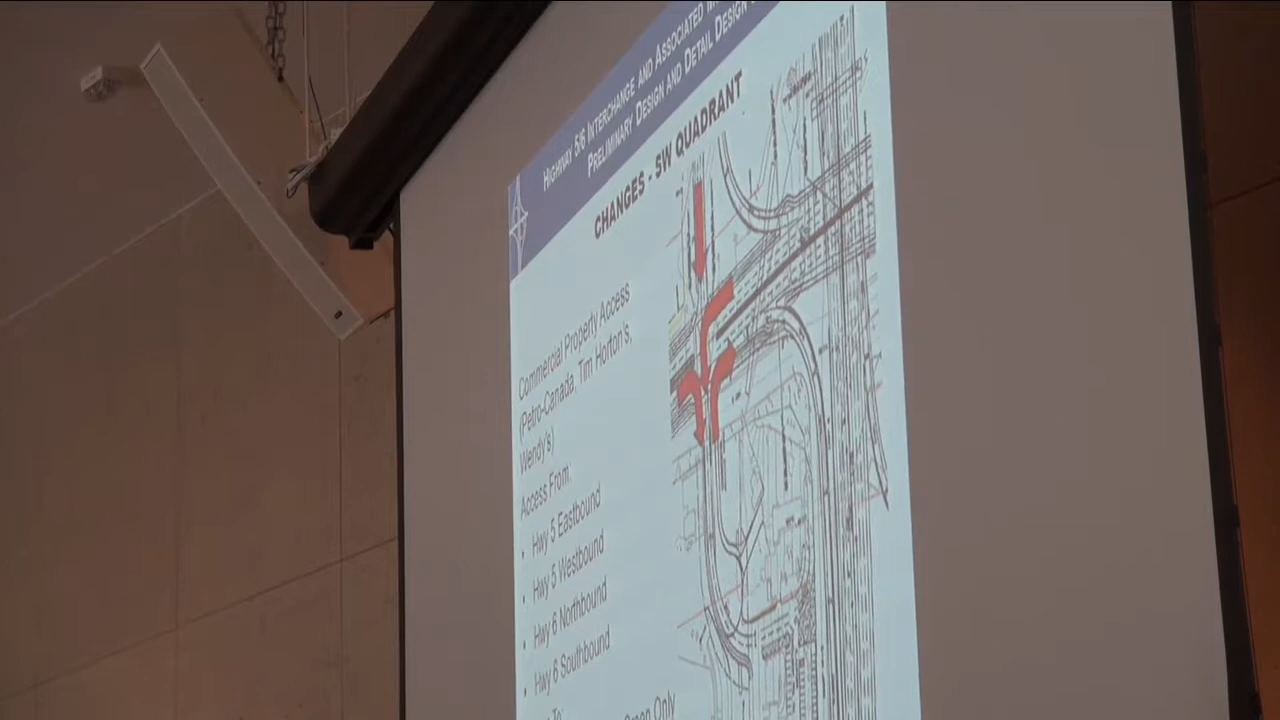 HIGHWAY 5/6 INTERCHANGE AND ASSOCIATED
PRELIMINARY DESIGN AND DETAIL DESIGN
CHANGES - SW QUADRANT
Commercial Property Access
(Petro-Canada, Tim Horton's,
Wendy's)
Access From:
• Hwy 5 Eastbound
• Hwy 5 Westbound
• Hwy 6 Northbound
• Hwy 6 Southbound
To:
Only